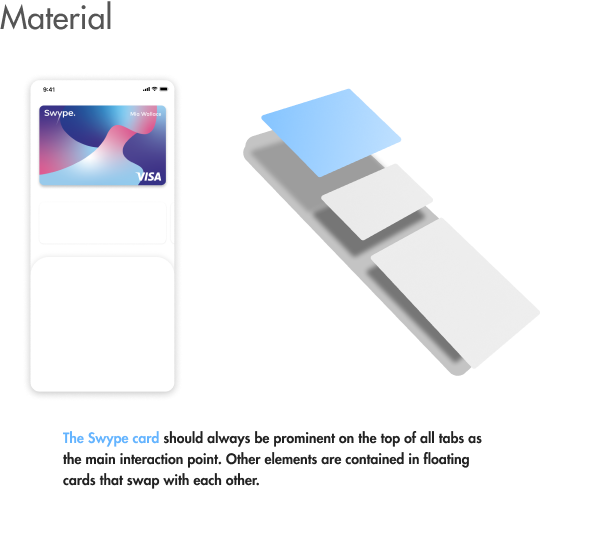 Material
9:41
Swype.
Mia Wallace
VISA
The Swype card should always be prominent on the top of all tabs as
the main interaction point. Other elements are contained in floating
cards that swap with each other.